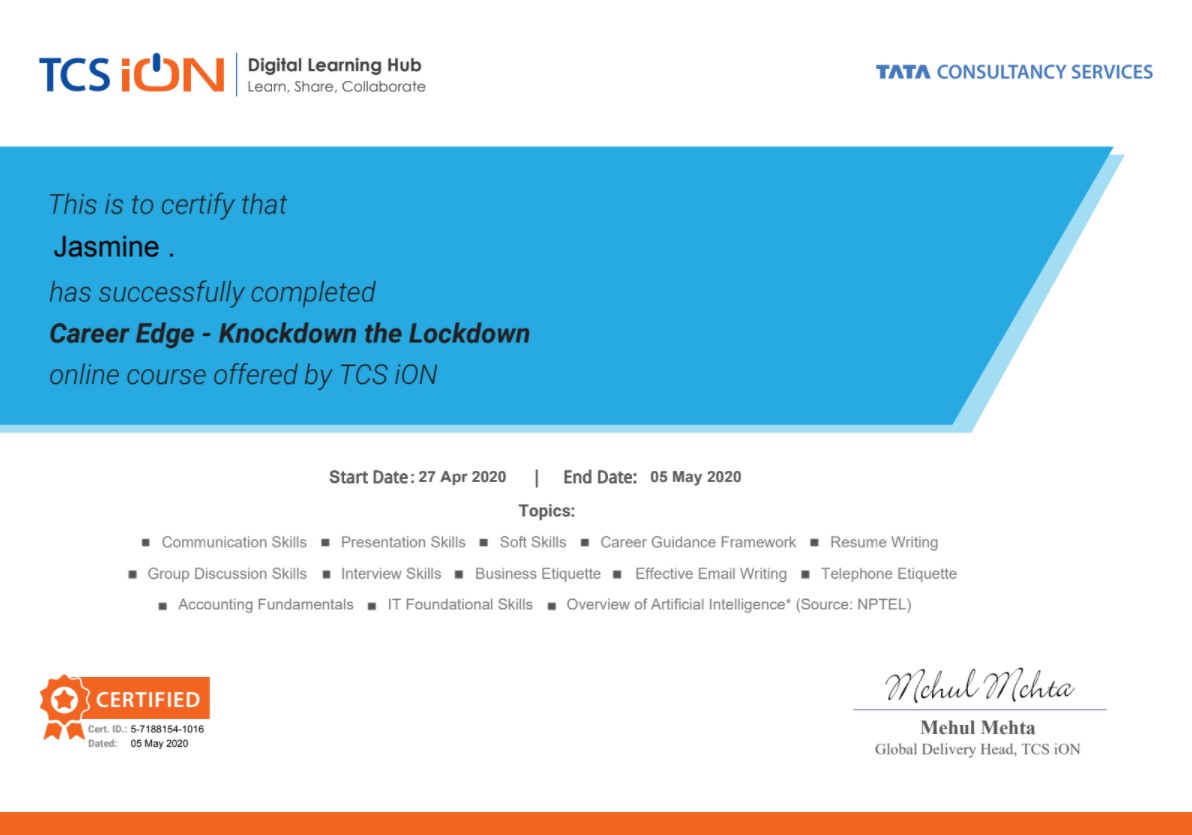 TCS iON | Digital Learning Hub
Learn, Share, Collaborate
TATA CONSULTANCY SERVICES
This is to certify that
Jasmine .
has successfully completed
Career Edge - Knockdown the Lockdown
online course offered by TCS iON
Start Date: 27 Apr 2020 | End Date: 05 May 2020
Topics:
■ Communication Skills ■ Presentation Skills ■ Soft Skills ■ Career Guidance Framework ■ Resume Writing
■ Group Discussion Skills ■ Interview Skills ■ Business Etiquette ■ Effective Email Writing ■ Telephone Etiquette
■ Accounting Fundamentals ■ IT Foundational Skills ■ Overview of Artificial Intelligence* (Source: NPTEL)
CERTIFIED
Cert. ID.: 5-7188154-1016
Dated: 05 May 2020
Mehul Mehta
Mehul Mehta
Global Delivery Head, TCS iON